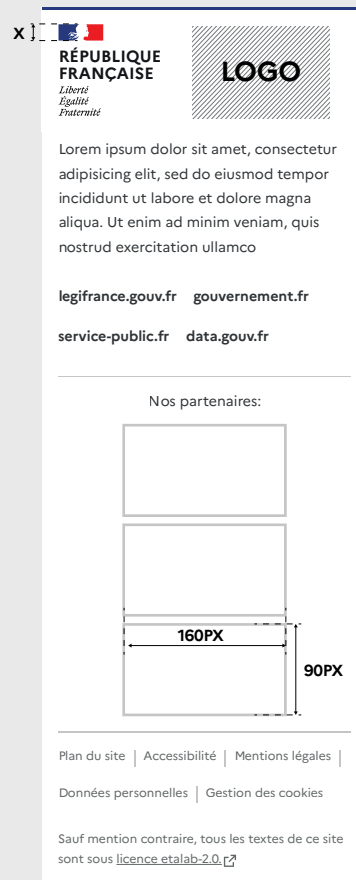 X
RÉPUBLIQUE
FRANÇAISE
Liberté
Égalité
Fraternité
LOGO
Lorem ipsum dolor sit amet, consectetur
adipisicing elit, sed do eiusmod tempor
incididunt ut labore et dolore magna
aliqua. Ut enim ad minim veniam, quis
nostrud exercitation ullamco
legifrance.gouv.fr gouvernement.fr
service-public.fr data.gouv.fr
Nos partenaires:
160PX
90PX
Plan du site | Accessibilité | Mentions légales |
Données personnelles | Gestion des cookies
Sauf mention contraire, tous les textes de ce site
sont sous licence etalab-2.0.